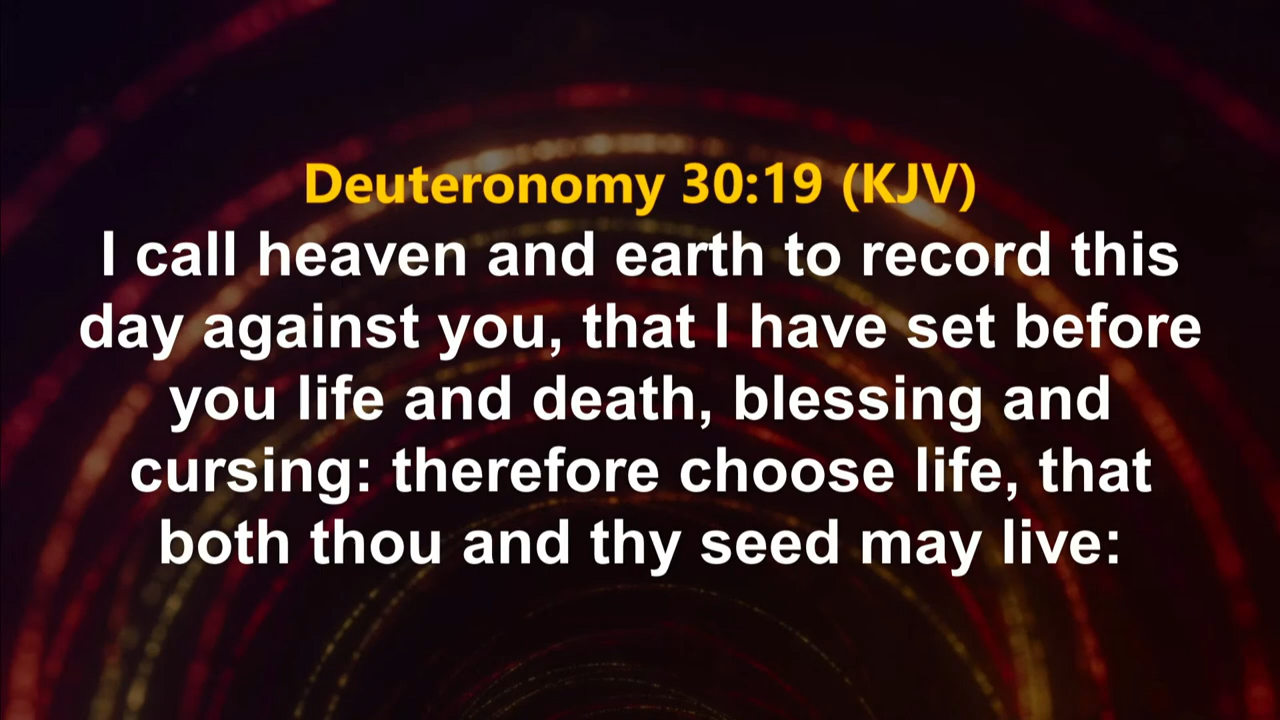 Deuteronomy 30:19 (KJV)
I call heaven and earth to record this
day against you, that I have set before
you life and death, blessing and
cursing: therefore choose life, that
both thou and thy seed may live: